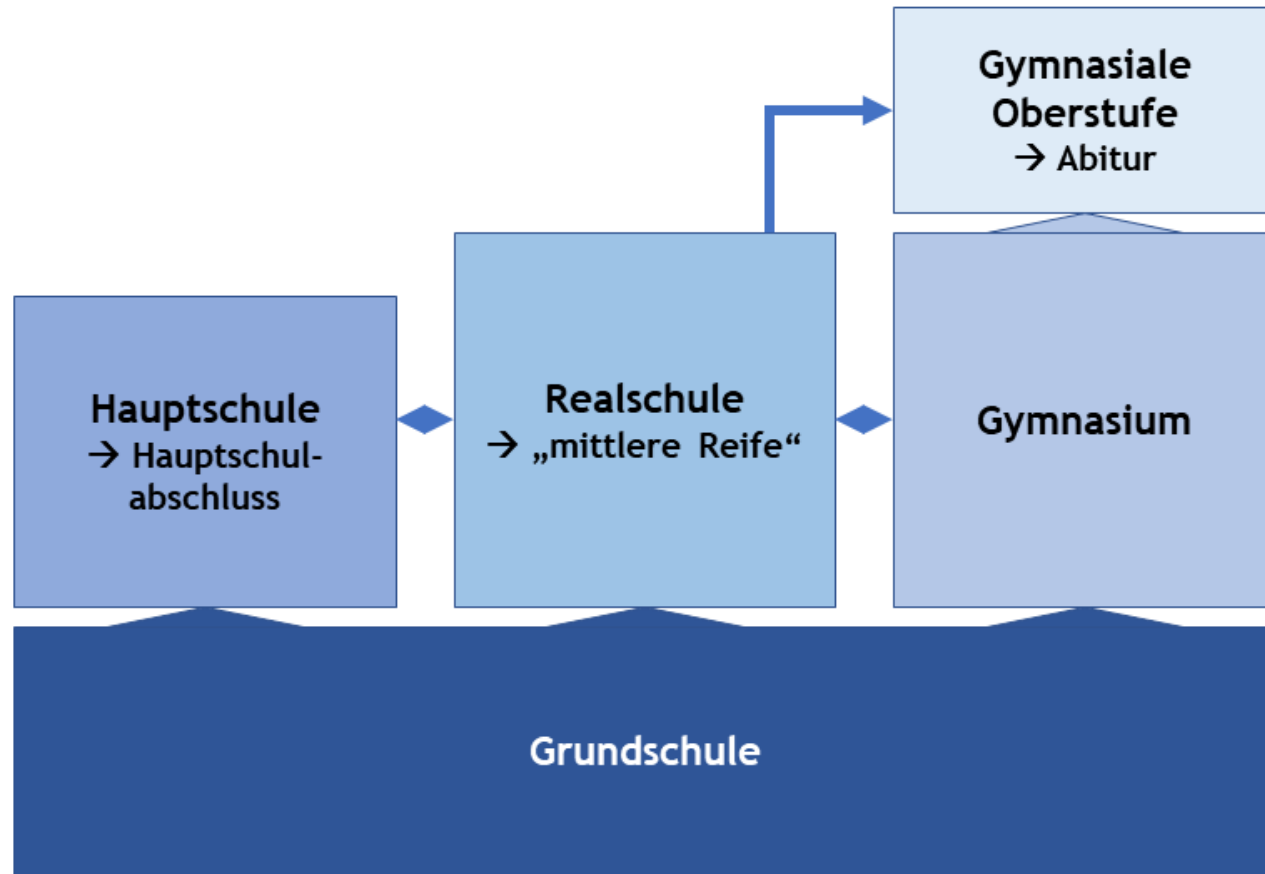 Gymnasiale
Oberstufe
→ Abitur
Hauptschule
→ Hauptschul-
abschluss
Realschule
→ „mittlere Reife“
Gymnasium
Grundschule